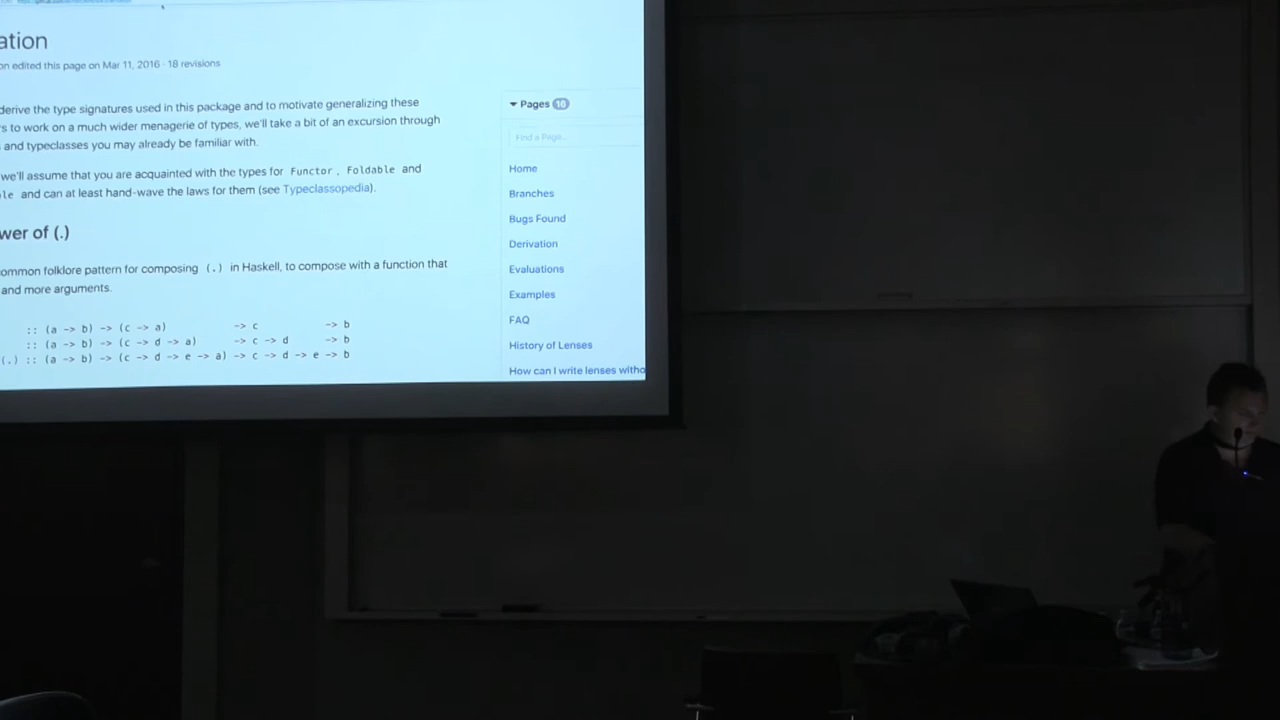 ation
on edited this page on Mar 11, 2016 · 18 revisions
derive the type signatures used in this package and to motivate generalizing these
s to work on a much wider menagerie of types, we'll take a bit of an excursion through
and typeclasses you may already be familiar with.
we'll assume that you are acquainted with the types for Functor, Foldable and
le and can at least hand-wave the laws for them (see Typeclassopedia).
wer of (.)
ommon folklore pattern for composing (.) in Haskell, to compose with a function that
and more arguments.
:: (a -> b) -> (c -> a) -> c -> b
:: (a -> b) -> (c -> d -> a) -> c -> d -> b
(.) :: (a -> b) -> (c -> d -> e -> a) -> c -> d -> e -> b
Pages 16
Find a Page...
Home
Branches
Bugs Found
Derivation
Evaluations
Examples
FAQ
History of Lenses
How can I write lenses witho